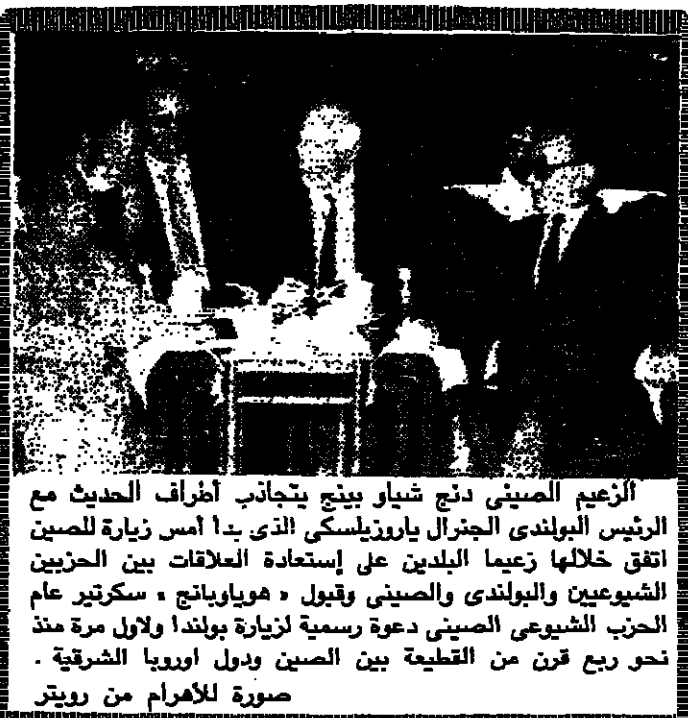 الزعيم الصينى دنج شياو بينج يتجاذب أطراف الحديث مع
الرئيس البولندى الجنرال ياروزيلسكى الذى بدأ أمس زيارة للصين
اتفق خلالها زعيما البلدين على إستعادة العلاقات بين الحزبين
الشيوعيين والبولندى والصينى وقبول « هوياوبانج » سكرتير عام
الحزب الشيوعى الصينى دعوة رسمية لزيارة بولندا ولاول مرة منذ
نحو ربع قرن من القطيعة بين الصين ودول اوروبا الشرقية .
صورة للأهرام من رويتر